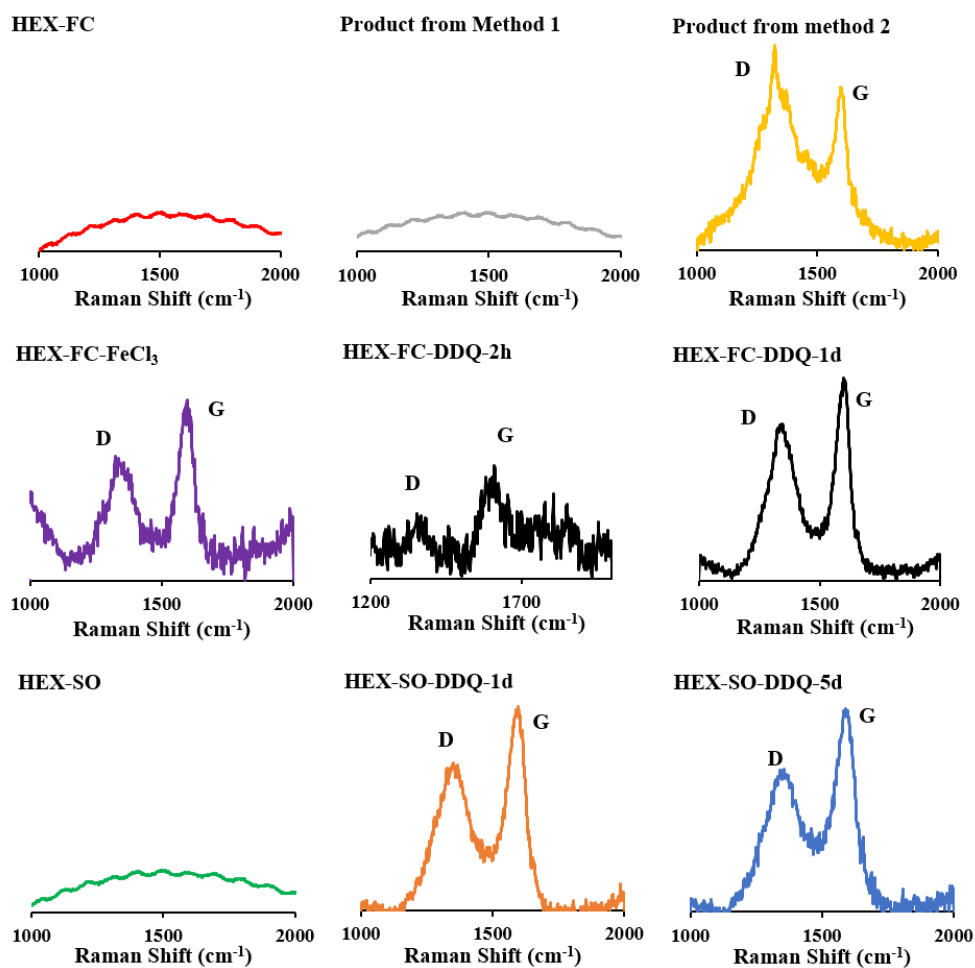 HEX-FC
1000 1500 2000
Raman Shift (cm⁻¹)
Product from Method 1
1000 1500 2000
Raman Shift (cm⁻¹)
Product from method 2
D
G
1000 1500 2000
Raman Shift (cm⁻¹)
HEX-FC-FeCl₃
D
G
1000 1500 2000
Raman Shift (cm⁻¹)
HEX-FC-DDQ-2h
D
G
1200 1700
Raman Shift (cm⁻¹)
HEX-FC-DDQ-1d
D
G
1000 1500 2000
Raman Shift (cm⁻¹)
HEX-SO
1000 1500 2000
Raman Shift (cm⁻¹)
HEX-SO-DDQ-1d
D
G
1000 1500 2000
Raman Shift (cm⁻¹)
HEX-SO-DDQ-5d
D
G
1000 1500 2000
Raman Shift (cm⁻¹)